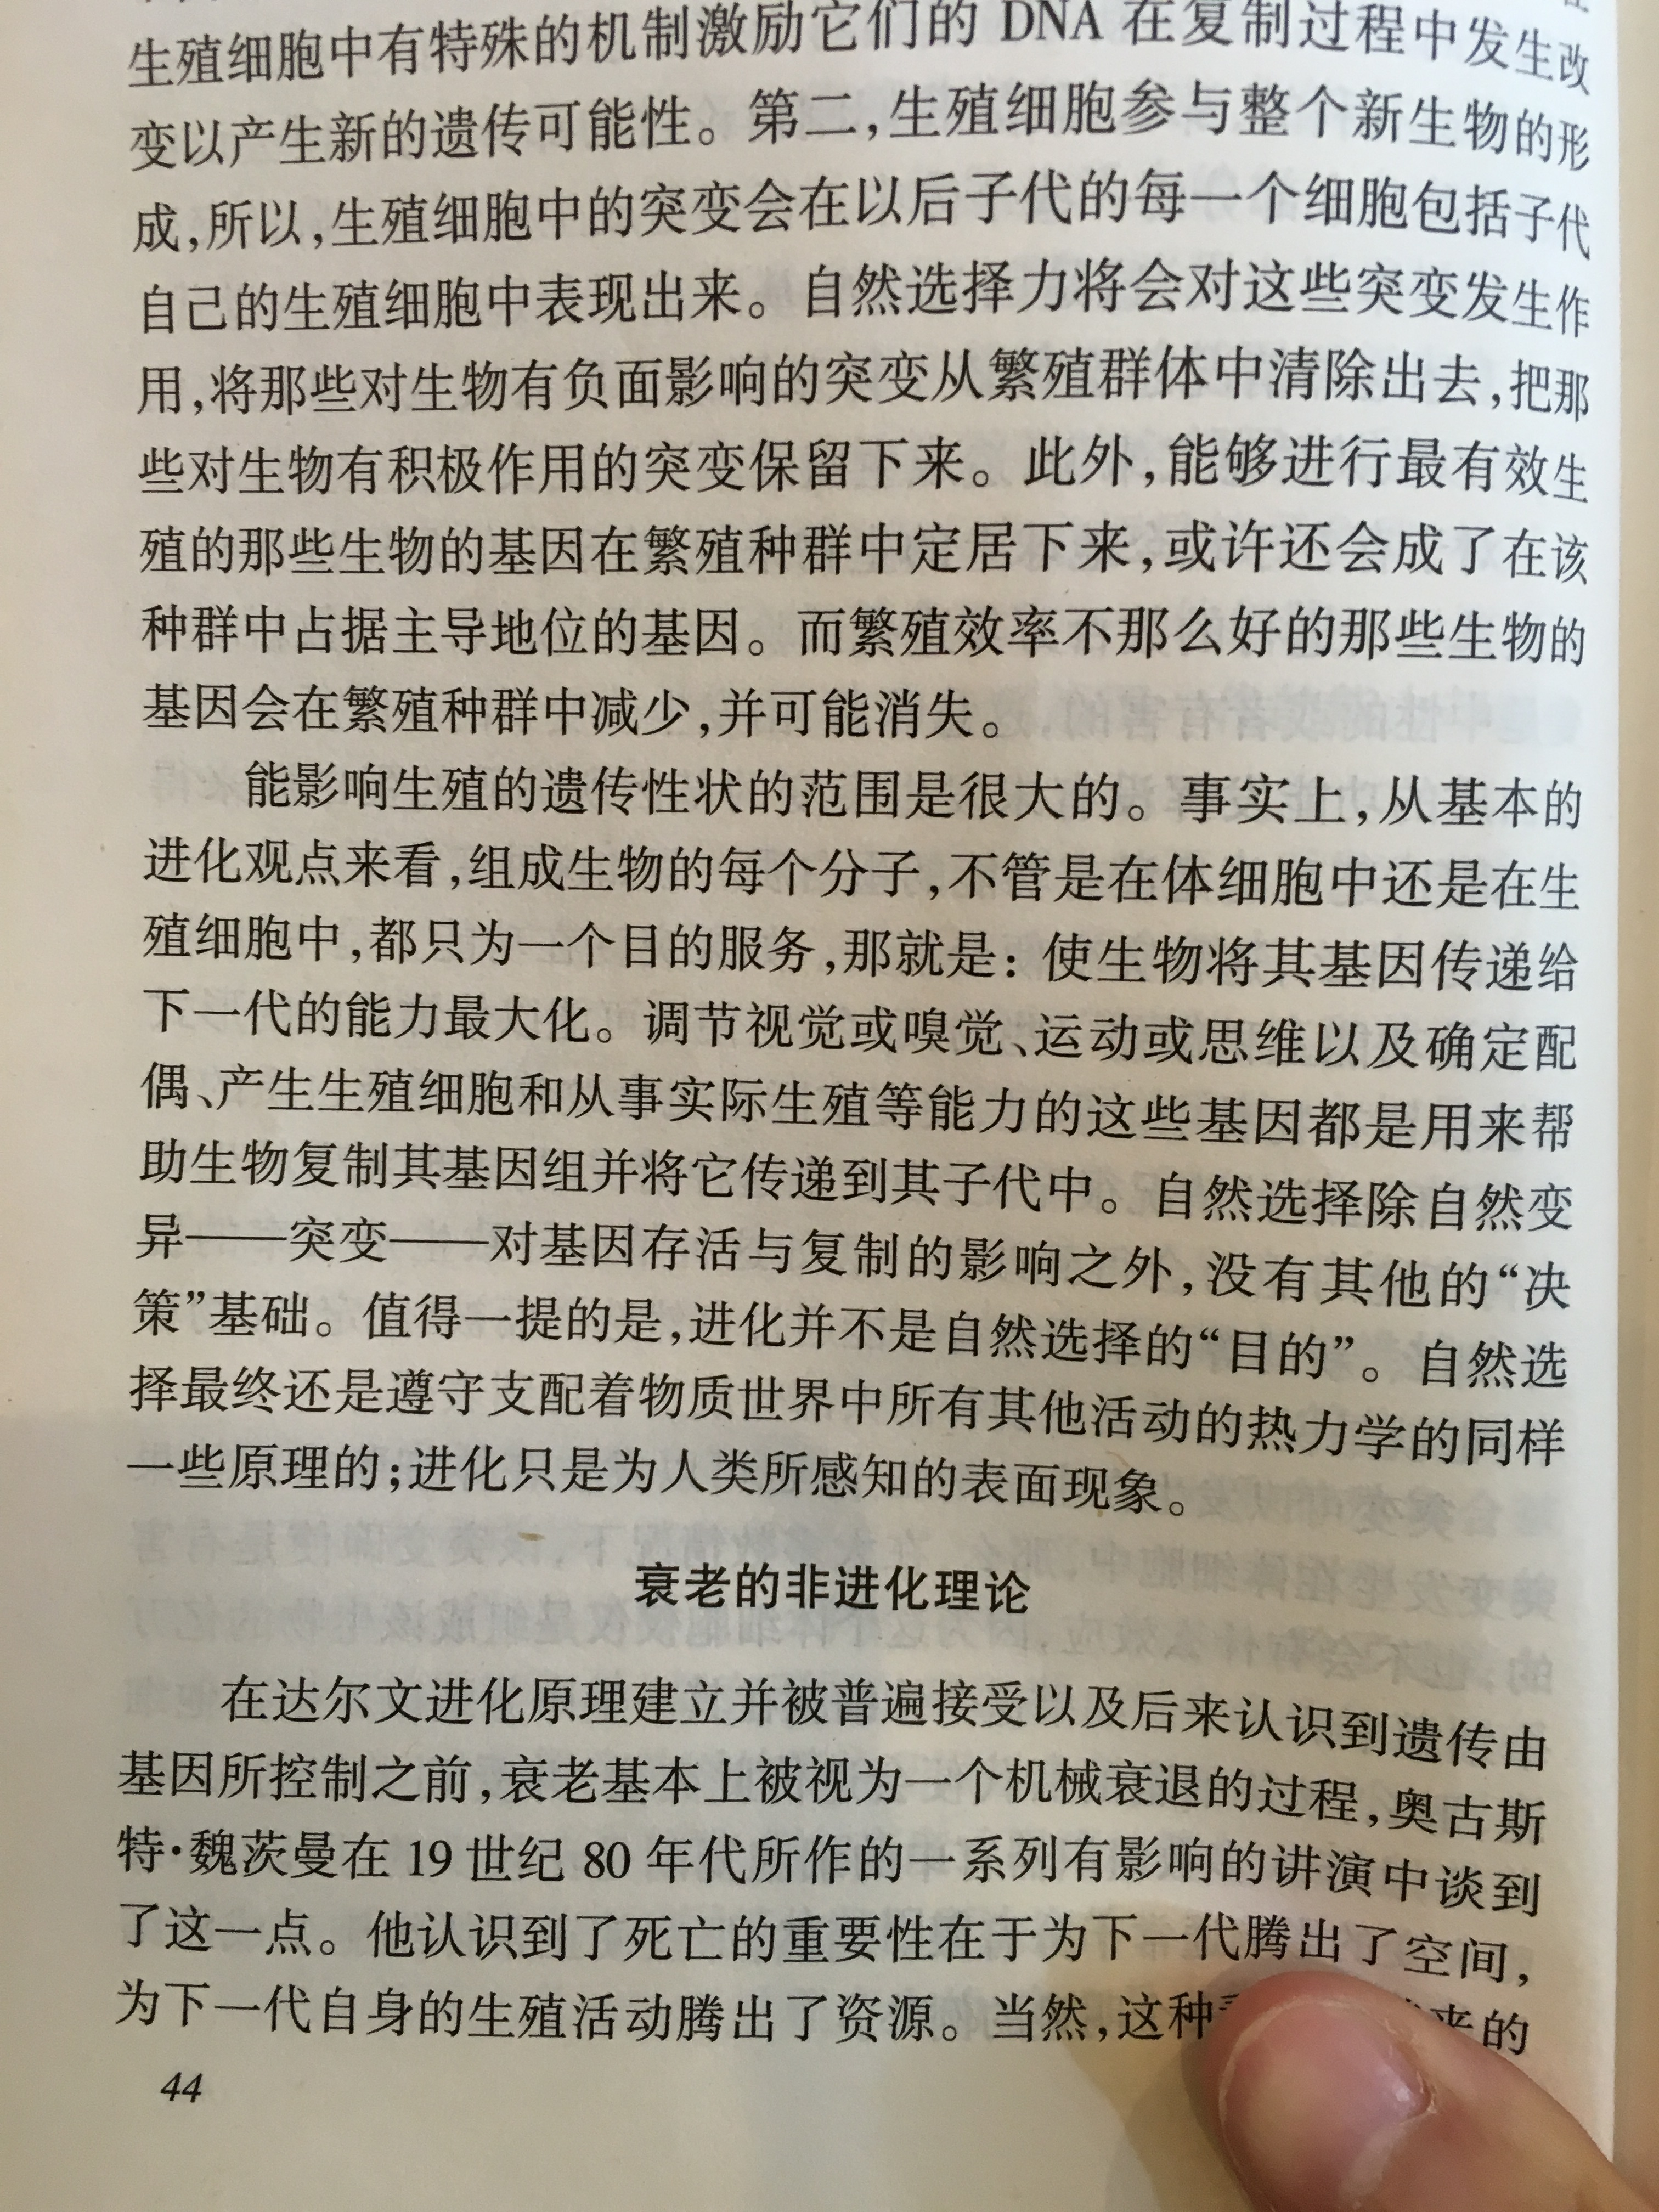 生殖细胞中有特殊的机制激励它们的 DNA 在复制过程中发生改
变以产生新的遗传可能性。第二,生殖细胞参与整个新生物的形
成,所以,生殖细胞中的突变会在以后子代的每一个细胞包括子代
自己的生殖细胞中表现出来。自然选择力将会对这些突变发生作
用,将那些对生物有负面影响的突变从繁殖群体中清除出去,把那
些对生物有积极作用的突变保留下来。此外,能够进行最有效生
殖的那些生物的基因在繁殖种群中定居下来,或许还会成了在该
种群中占据主导地位的基因。而繁殖效率不那么好的那些生物的
基因会在繁殖种群中减少,并可能消失。
能影响生殖的遗传性状的范围是很大的。事实上,从基本的
进化观点来看,组成生物的每个分子,不管是在体细胞中还是在生
殖细胞中,都只为一个目的服务,那就是：使生物将其基因传递给
下一代的能力最大化。调节视觉或嗅觉、运动或思维以及确定配
偶、产生生殖细胞和从事实际生殖等能力的这些基因都是用来帮
助生物复制其基因组并将它传递到其子代中。自然选择除自然变
异——突变——对基因存活与复制的影响之外,没有其他的“决
策”基础。值得一提的是,进化并不是自然选择的“目的”。自然选
择最终还是遵守支配着物质世界中所有其他活动的热力学的同样
一些原理的;进化只是为人类所感知的表面现象。
衰老的非进化理论
在达尔文进化原理建立并被普遍接受以及后来认识到遗传由
基因所控制之前,衰老基本上被视为一个机械衰退的过程,奥古斯
特·魏茨曼在 19 世纪 80 年代所作的一系列有影响的讲演中谈到
了这一点。他认识到了死亡的重要性在于为下一代腾出了空间,
为下一代自身的生殖活动腾出了资源。当然,这种 的
44